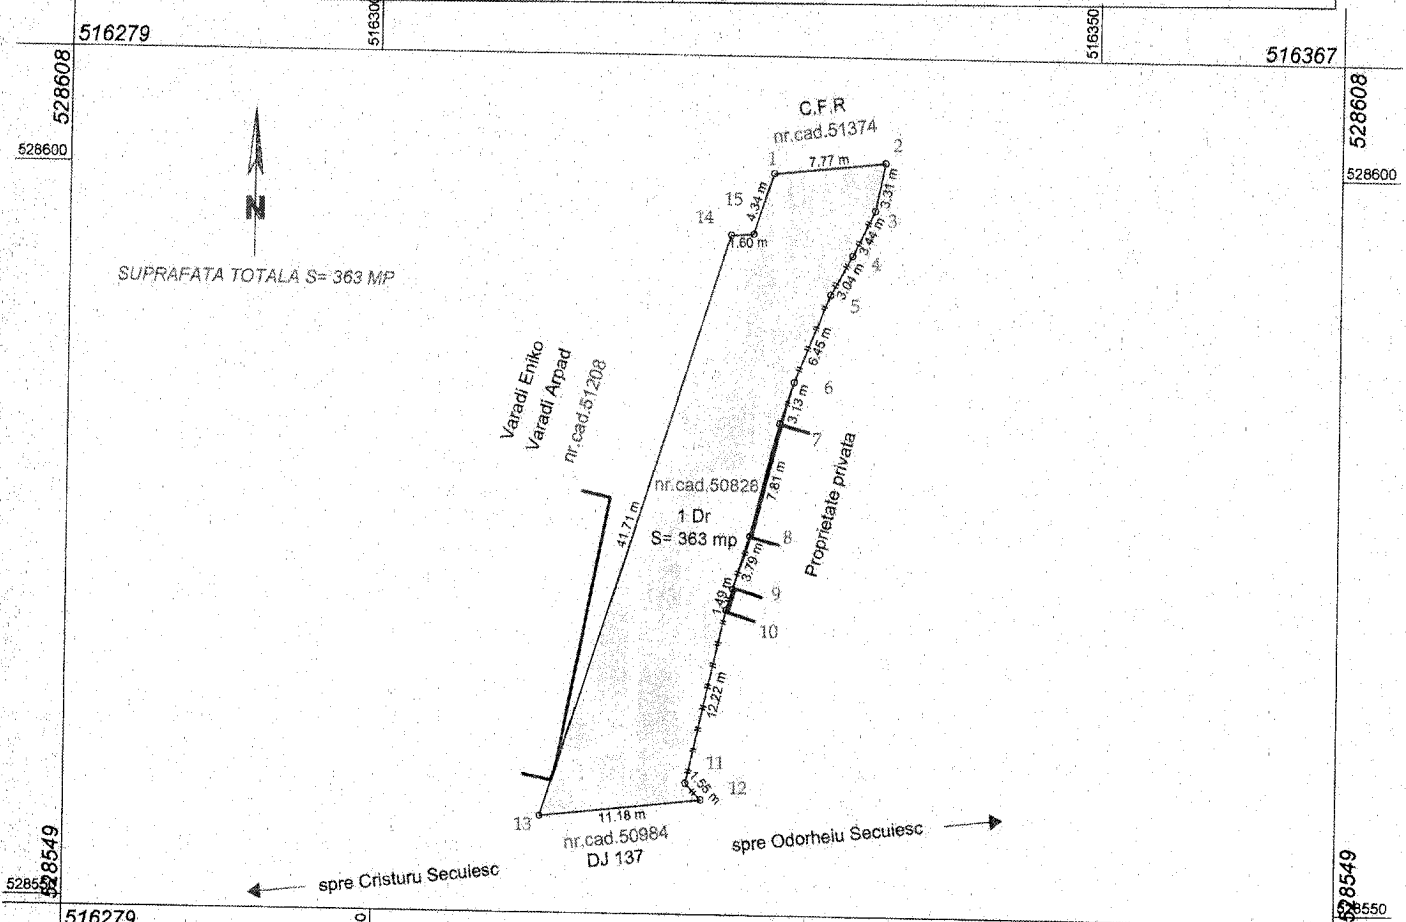 516300
516350
516279
516367
528608
528608
528600
528600
N
SUPRAFATA TOTALA S= 363 MP
C.F.R
nr.cad.51374
1
7.77 m
2
3.31 m
3
3.44 m
4
3.04 m
5
6.45 m
6
3.13 m
7
7.81 m
8
3.79 m
9
1.49 m
10
12.22 m
11
1.55 m
12
11.18 m
13
41.71 m
14
1.60 m
15
4.34 m
Varadi Eniko
Varadi Arpad
nr.cad.51208
nr.cad.50828
1 Dr
S= 363 mp
Proprietate privata
nr.cad.50984
DJ 137
spre Cristuru Secuiesc
spre Odorheiu Secuiesc
528549
528549
528550
516279